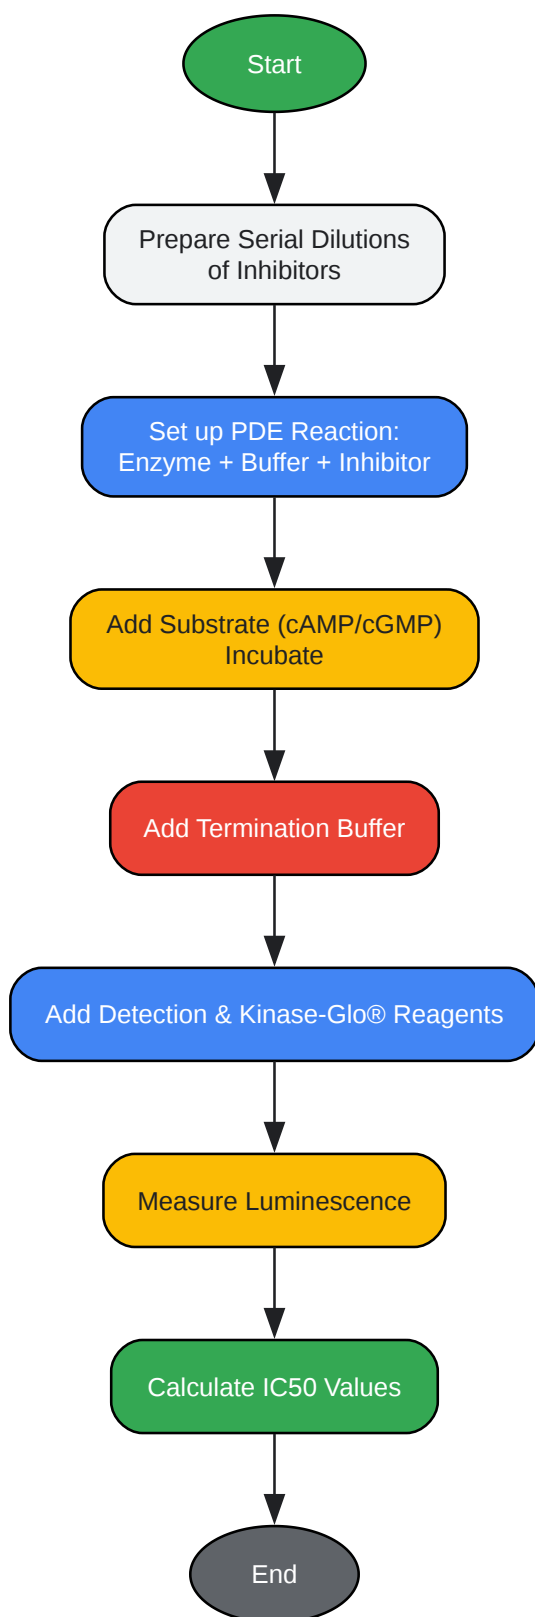 Start
Prepare Serial Dilutions
of Inhibitors
Set up PDE Reaction:
Enzyme + Buffer + Inhibitor
Add Substrate (cAMP/cGMP)
Incubate
Add Termination Buffer
Add Detection & Kinase-Glo® Reagents
Measure Luminescence
Calculate IC50 Values
End